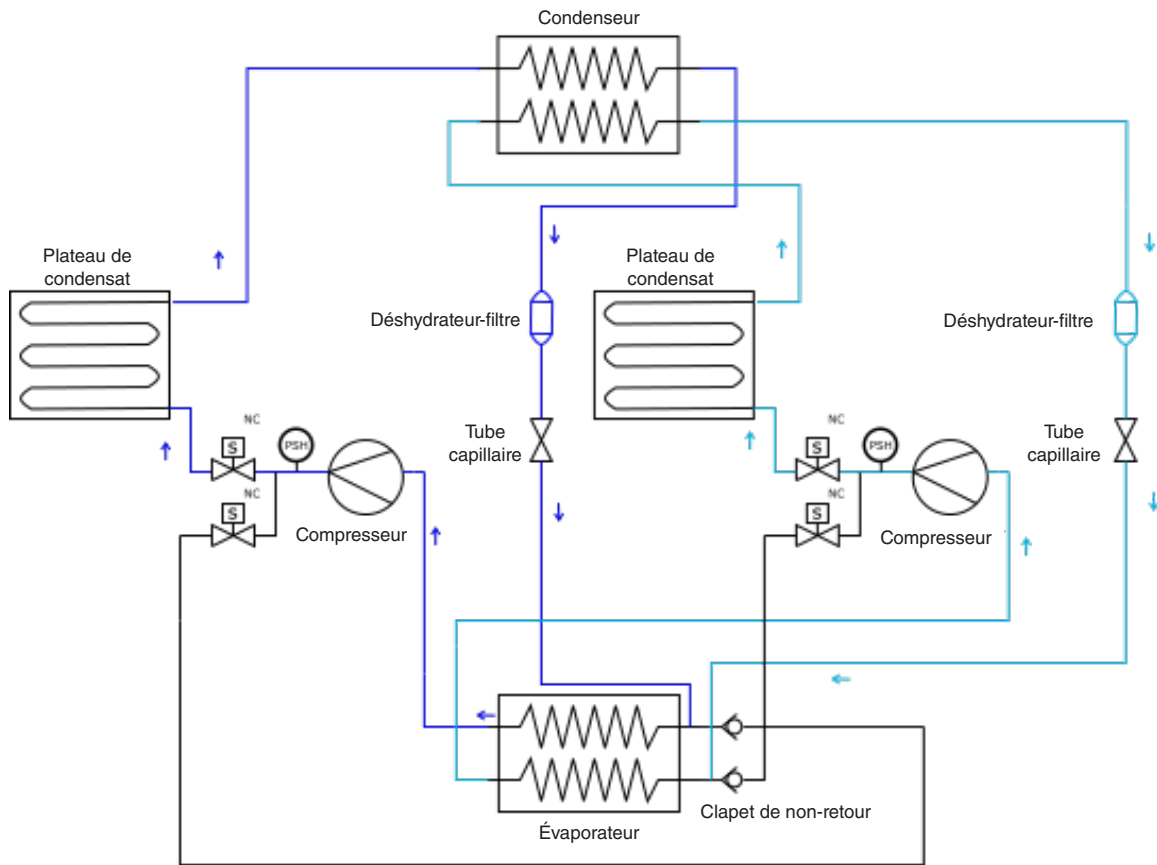 Condenseur
Plateau de
condensat
Plateau de
condensat
Déshydrateur-filtre
Déshydrateur-filtre
NC
S
PSH
NC
S
Compresseur
Tube
capillaire
NC
S
PSH
NC
S
Compresseur
Tube
capillaire
Clapet de non-retour
Évaporateur